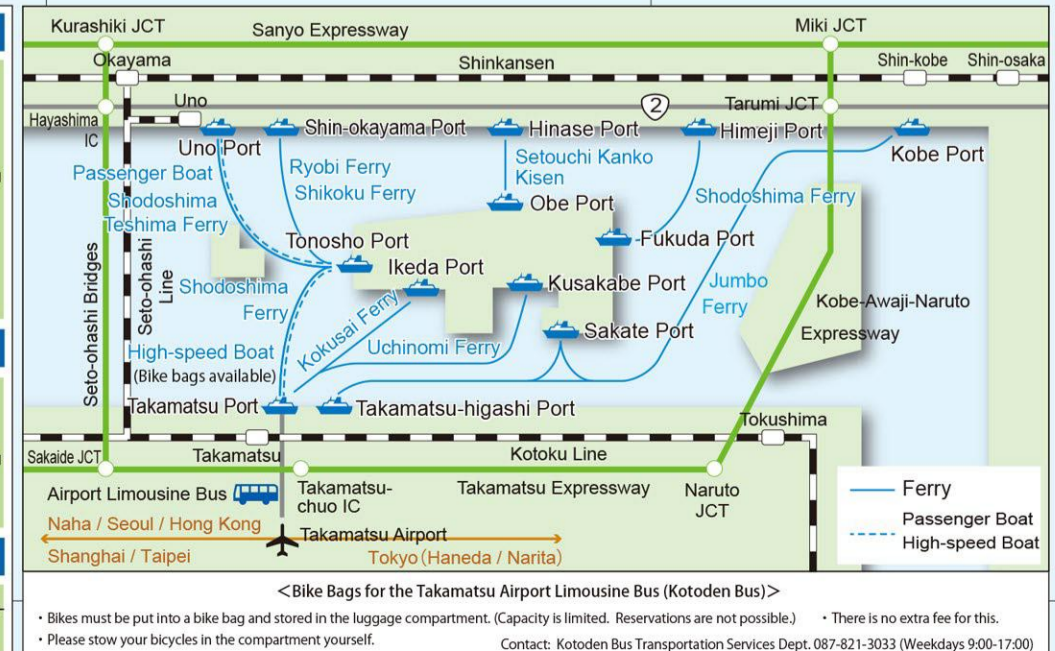 Kurashiki JCT
Sanyo Expressway
Miki JCT
Okayama
Shinkansen
Shin-kobe
Shin-osaka
Uno
2
Tarumi JCT
Hayashima
IC
Uno Port
Shin-okayama Port
Hinase Port
Himeji Port
Kobe Port
Passenger Boat
Ryobi Ferry
Shikoku Ferry
Setouchi Kanko
Kisen
Shodoshima Ferry
Shodoshima
Teshima Ferry
Obe Port
Tonosho Port
Fukuda Port
Ikeda Port
Kusakabe Port
Jumbo
Ferry
Kobe-Awaji-Naruto
Expressway
Seto-ohashi Bridges
Seto-ohashi
Line
Shodoshima
Ferry
Kokusai Ferry
Uchinomi Ferry
Sakate Port
High-speed Boat
(Bike bags available)
Takamatsu Port
Takamatsu-higashi Port
Tokushima
Sakaide JCT
Takamatsu
Kotoku Line
Airport Limousine Bus
Takamatsu-
chuo IC
Takamatsu Expressway
Naruto
JCT
Ferry
Passenger Boat
High-speed Boat
Naha / Seoul / Hong Kong
Takamatsu Airport
Shanghai / Taipei
Tokyo(Haneda / Narita)
<Bike Bags for the Takamatsu Airport Limousine Bus (Kotoden Bus)>
・Bikes must be put into a bike bag and stored in the luggage compartment. (Capacity is limited. Reservations are not possible.) ・There is no extra fee for this.
・Please stow your bicycles in the compartment yourself. Contact: Kotoden Bus Transportation Services Dept. 087-821-3033 (Weekdays 9:00-17:00)